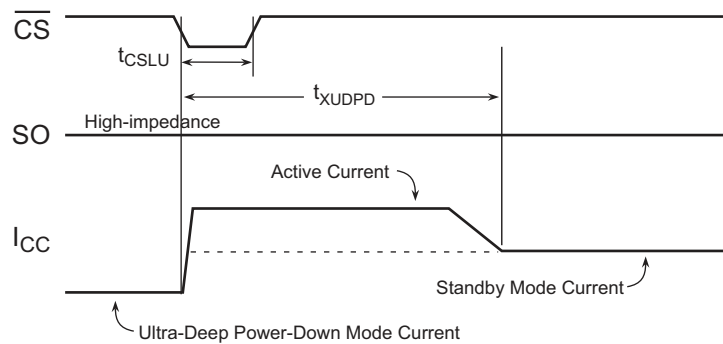 CS
tCSLU
tXUDPD
High-impedance
SO
Active Current
ICC
Standby Mode Current
Ultra-Deep Power-Down Mode Current